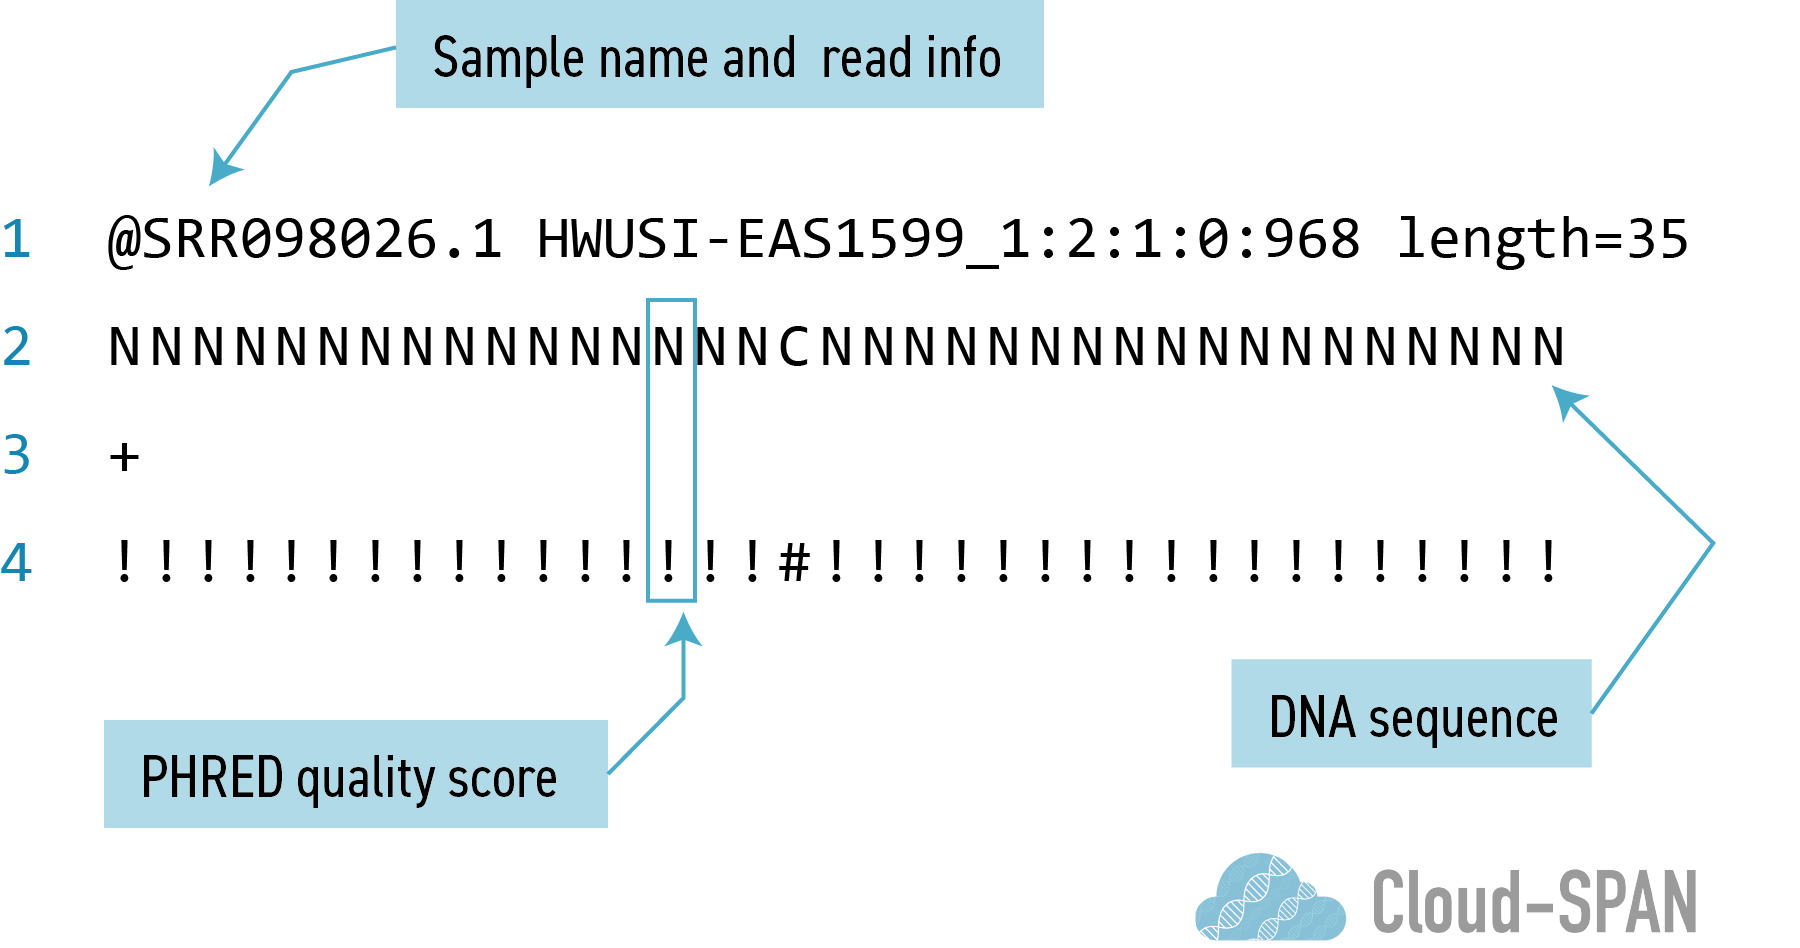 Sample name and read info
1 @SRR098026.1 HWUSI-EAS1599_1:2:1:0:968 length=35
2 NNNNNNNNNNNNNNNNCNNNNNNNNNNNNNNNNNN
3 +
4 !!!!!!!!!!!!!!!!#!!!!!!!!!!!!!!!!!!
DNA sequence
PHRED quality score
Cloud-SPAN